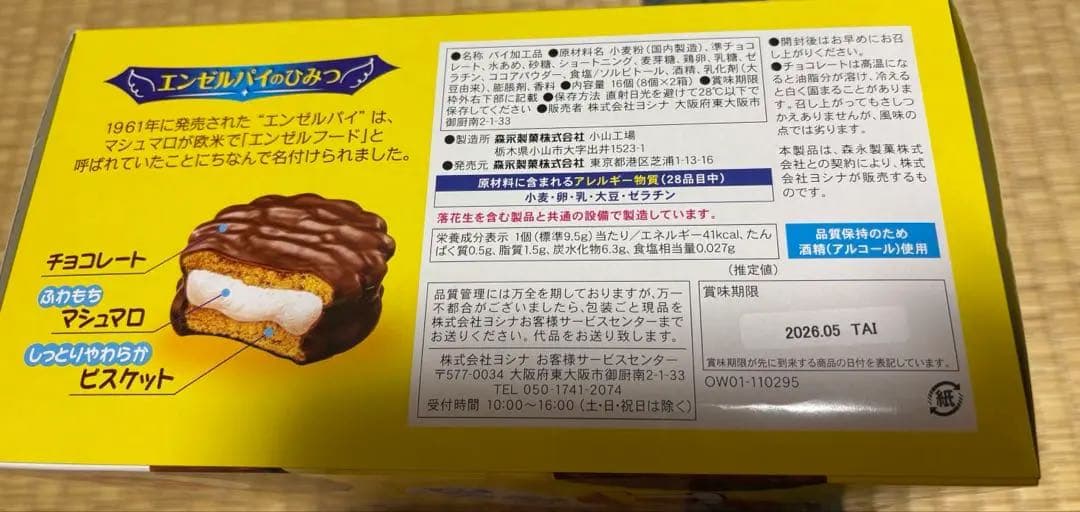 エンゼルパイのひみつ
1961年に発売された “エンゼルパイ” は、
マシュマロが欧米で「エンゼルフード」と
呼ばれていたことにちなんで名付けられました。
チョコレート
ふわもち
マシュマロ
しっとりやわらか
ビスケット
●名称 パイ加工品 ●原材料名 小麦粉(国内製造)、準チョコ
レート、水あめ、砂糖、ショートニング、麦芽糖、鶏卵、乳糖、ゼ
ラチン、ココアパウダー、食塩/ソルビトール、酒精、乳化剤(大
豆由来)、膨脹剤、香料 ●内容量 16個(8個×2箱) ●賞味期限
枠外右下部に記載 ●保存方法 直射日光を避けて28℃以下で
保存してください ●販売者 株式会社ヨシナ 大阪府東大阪市
御厨南2-1-33
●製造所 森永製菓株式会社 小山工場
栃木県小山市大字出井1523-1
●発売元 森永製菓株式会社 東京都港区芝浦1-13-16
原材料に含まれるアレルギー物質(28品目中)
小麦・卵・乳・大豆・ゼラチン
落花生を含む製品と共通の設備で製造しています。
栄養成分表示 1個(標準9.5g)当たり/エネルギー41kcal、たん
ぱく質0.5g、脂質1.5g、炭水化物6.3g、食塩相当量0.027g
(推定値)
●開封後はお早めにお召
し上がりください。
●チョコレートは高温にな
ると油脂分が溶け、冷える
と白く固まることがありま
す。召し上がってもさしつ
かえありませんが、風味の
点では劣ります。
本製品は、森永製菓株式
会社との契約により、株式
会社ヨシナが販売するも
のです。
品質保持のため
酒精(アルコール)使用
品質管理には万全を期しておりますが、万一
不都合がございましたら、包装ごと現品を
株式会社ヨシナお客様サービスセンターまで
お送りください。代品をお送り致します。
株式会社ヨシナ お客様サービスセンター
〒577-0034 大阪府東大阪市御厨南2-1-33
TEL 050-1741-2074
受付時間 10:00〜16:00 (土・日・祝日は除く)
賞味期限
2026.05 TAI
賞味期限が先に到来する商品の日付を表記しています。
OW01-110295
紙